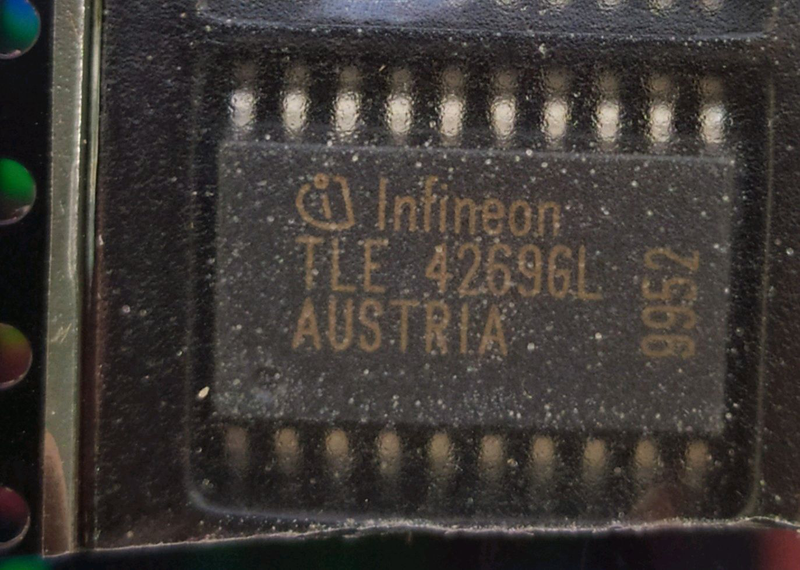 Infineon
TLE 4269GL
AUSTRIA
9952